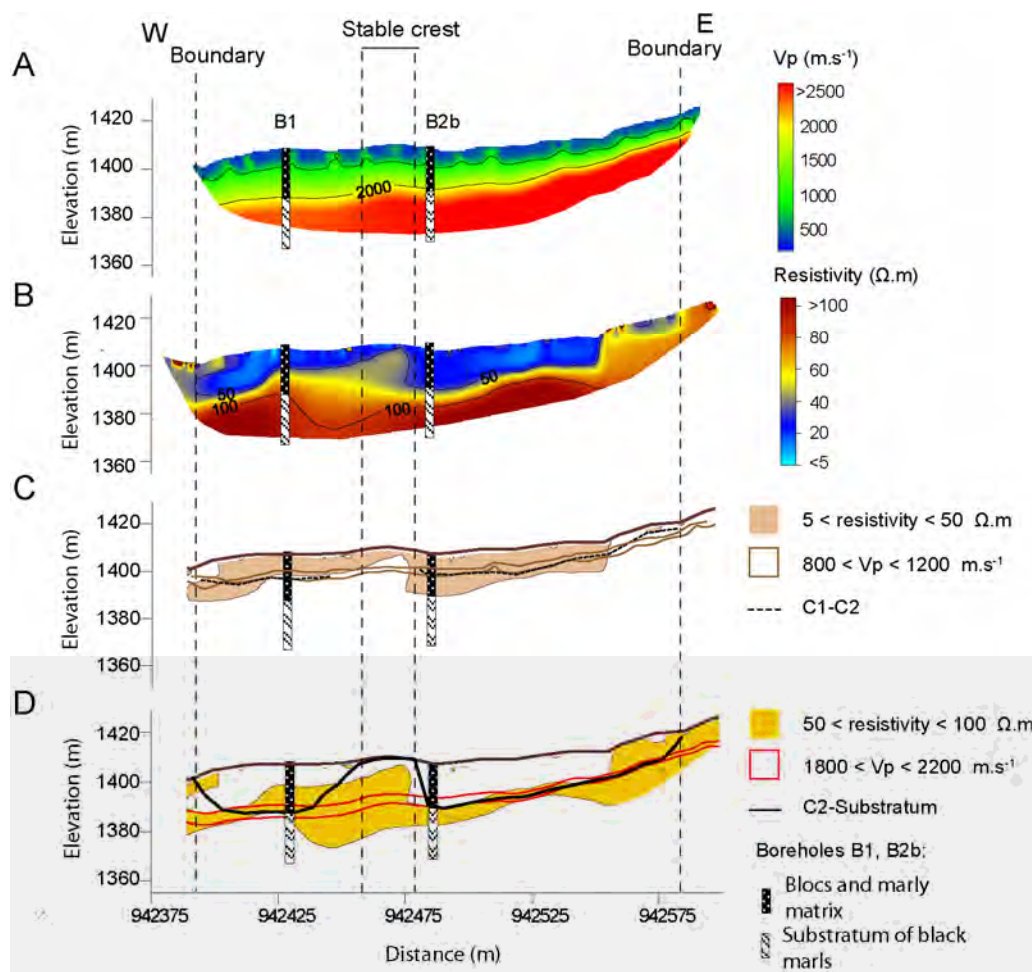 W
Stable crest
E
Boundary
Boundary
A
Vp (m.s⁻¹)
>2500
2000
1500
1000
500
Elevation (m)
1420
1400
1380
1360
B1
B2b
2000
B
Resistivity (Ω.m)
>100
80
60
40
20
<5
Elevation (m)
1420
1400
1380
1360
50
100
50
100
C
Elevation (m)
1420
1400
1380
1360
5 < resistivity < 50 Ω.m
800 < Vp < 1200 m.s⁻¹
C1-C2
D
Elevation (m)
1420
1400
1380
1355
50 < resistivity < 100 Ω.m
1800 < Vp < 2200 m.s⁻¹
C2-Substratum
Boreholes B1, B2b:
Blocs and marly
matrix
Substratum of black
marls
942375
942425
942475
942525
942575
Distance (m)